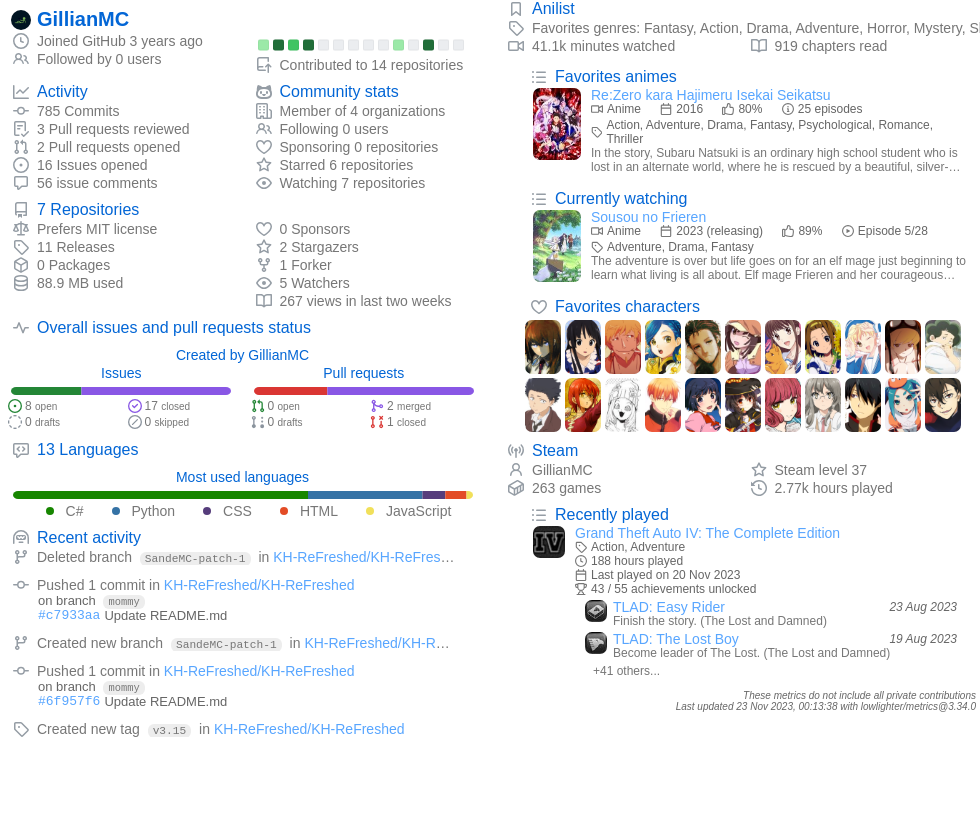 GillianMC
Joined GitHub 3 years ago
Followed by 0 users
Contributed to 14 repositories
Activity
785 Commits
3 Pull requests reviewed
2 Pull requests opened
16 Issues opened
56 issue comments
Community stats
Member of 4 organizations
Following 0 users
Sponsoring 0 repositories
Starred 6 repositories
Watching 7 repositories
7 Repositories
Prefers MIT license
11 Releases
0 Packages
88.9 MB used
0 Sponsors
2 Stargazers
1 Forker
5 Watchers
267 views in last two weeks
Overall issues and pull requests status
Created by GillianMC
Issues
8 open
17 closed
0 drafts
0 skipped
Pull requests
0 open
2 merged
0 drafts
1 closed
13 Languages
Most used languages
C# Python CSS HTML JavaScript
Recent activity
Deleted branch SandeMC-patch-1 in KH-ReFreshed/KH-ReFres…
Pushed 1 commit in KH-ReFreshed/KH-ReFreshed
on branch mommy
#c7933aa Update README.md
Created new branch SandeMC-patch-1 in KH-ReFreshed/KH-R…
Pushed 1 commit in KH-ReFreshed/KH-ReFreshed
on branch mommy
#6f957f6 Update README.md
Created new tag v3.15 in KH-ReFreshed/KH-ReFreshed
Anilist
Favorites genres: Fantasy, Action, Drama, Adventure, Horror, Mystery, S
41.1k minutes watched
919 chapters read
Favorites animes
Re:Zero kara Hajimeru Isekai Seikatsu
Anime 2016 80% 25 episodes
Action, Adventure, Drama, Fantasy, Psychological, Romance,
Thriller
In the story, Subaru Natsuki is an ordinary high school student who is
lost in an alternate world, where he is rescued by a beautiful, silver-…
Currently watching
Sousou no Frieren
Anime 2023 (releasing) 89% Episode 5/28
Adventure, Drama, Fantasy
The adventure is over but life goes on for an elf mage just beginning to
learn what living is all about. Elf mage Frieren and her courageous…
Favorites characters
Steam
GillianMC
Steam level 37
263 games
2.77k hours played
Recently played
Grand Theft Auto IV: The Complete Edition
IV
Action, Adventure
188 hours played
Last played on 20 Nov 2023
43 / 55 achievements unlocked
TLAD: Easy Rider 23 Aug 2023
Finish the story. (The Lost and Damned)
TLAD: The Lost Boy 19 Aug 2023
Become leader of The Lost. (The Lost and Damned)
+41 others...
These metrics do not include all private contributions
Last updated 23 Nov 2023, 00:13:38 with lowlighter/metrics@3.34.0